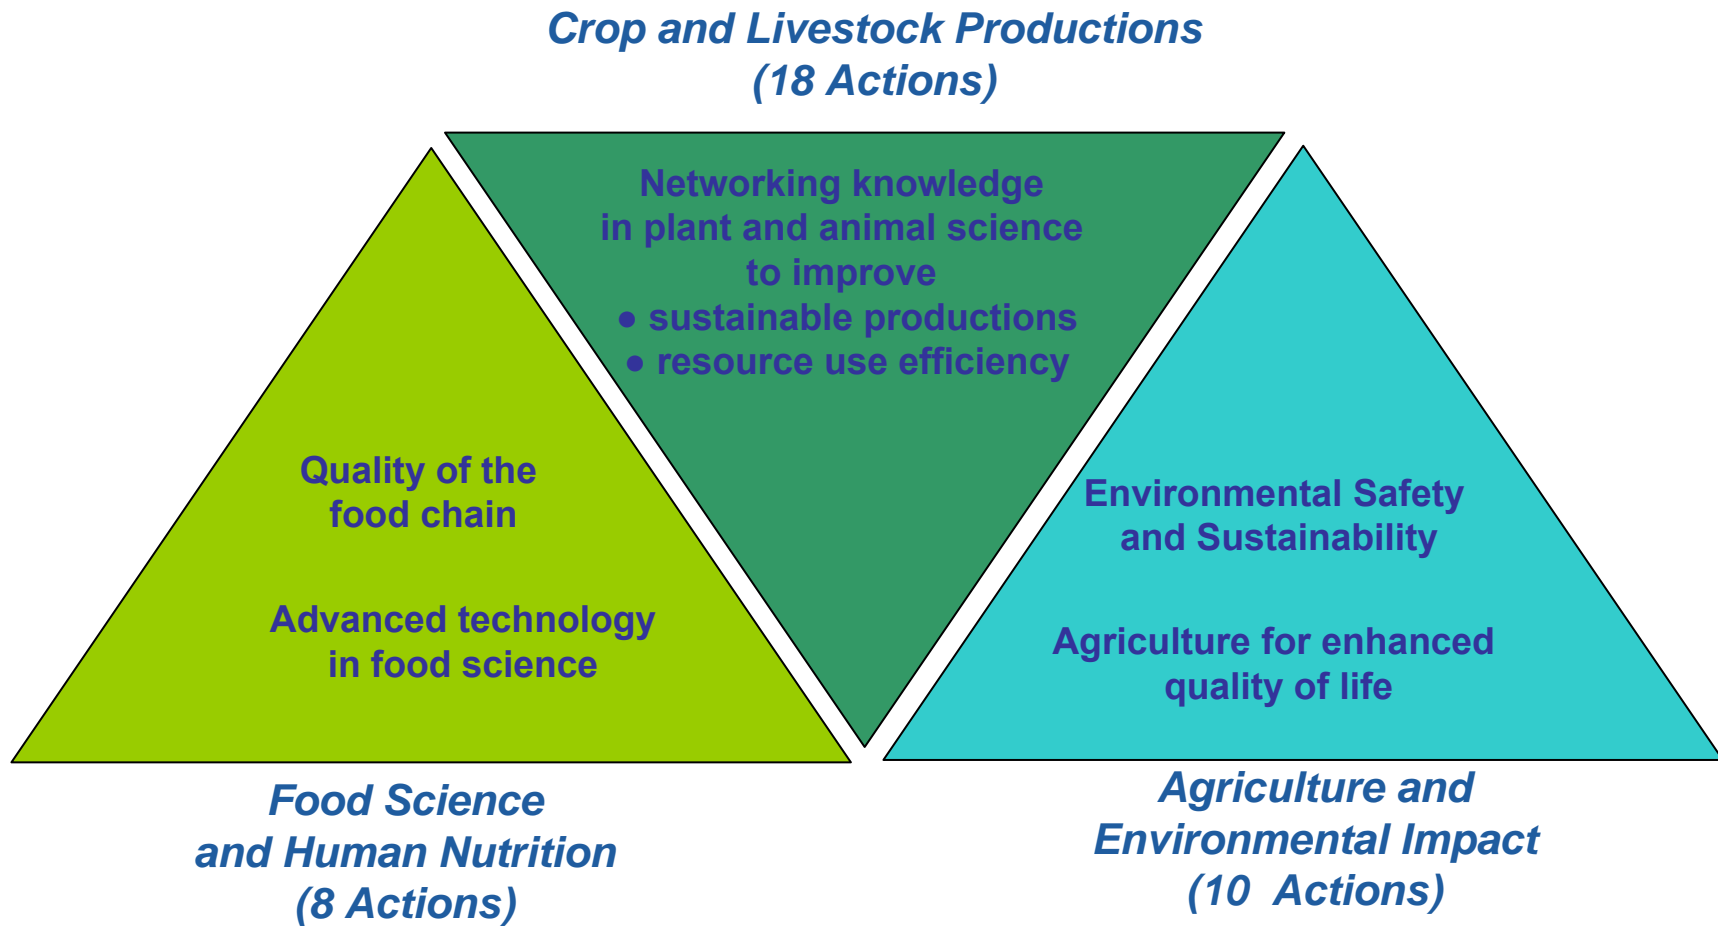 Crop and Livestock Productions
(18 Actions)
Networking knowledge
in plant and animal science
to improve
● sustainable productions
● resource use efficiency
Quality of the
food chain
Advanced technology
in food science
Environmental Safety
and Sustainability
Agriculture for enhanced
quality of life
Food Science
and Human Nutrition
(8 Actions)
Agriculture and
Environmental Impact
(10  Actions)